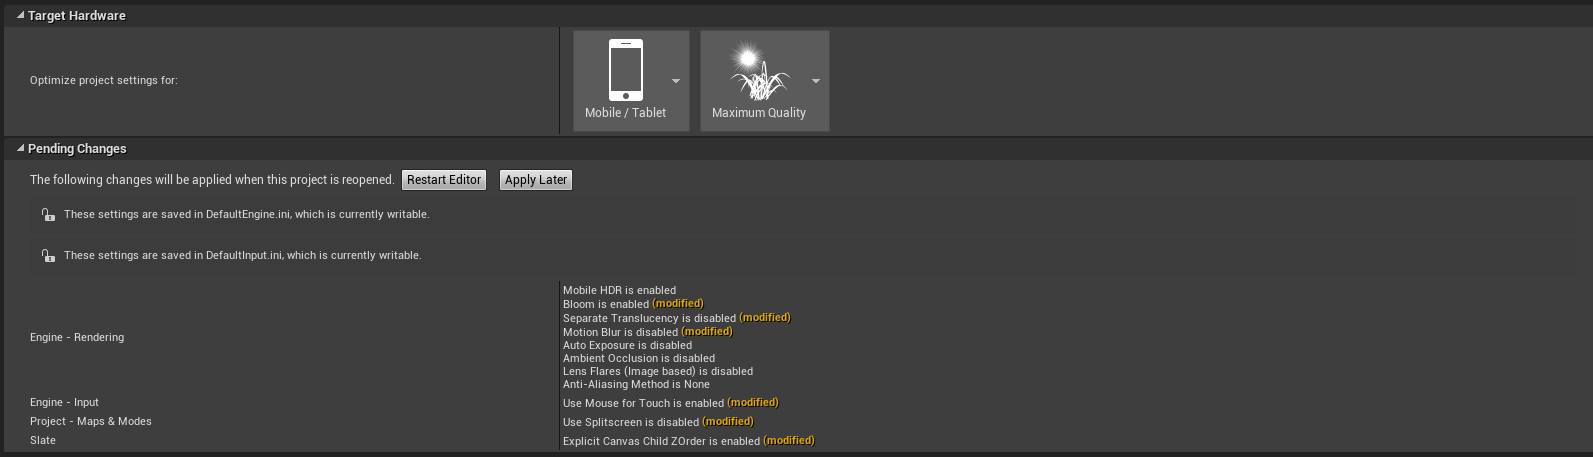 Target Hardware
Optimize project settings for:
Mobile / Tablet
Maximum Quality
Pending Changes
The following changes will be applied when this project is reopened. Restart Editor Apply Later
These settings are saved in DefaultEngine.ini, which is currently writable.
These settings are saved in DefaultInput.ini, which is currently writable.
Engine - Rendering
Mobile HDR is enabled
Bloom is enabled (modified)
Separate Translucency is disabled (modified)
Motion Blur is disabled (modified)
Auto Exposure is disabled
Ambient Occlusion is disabled
Lens Flares (Image based) is disabled
Anti-Aliasing Method is None
Engine - Input Use Mouse for Touch is enabled (modified)
Project - Maps & Modes Use Splitscreen is disabled (modified)
Slate Explicit Canvas Child ZOrder is enabled (modified)